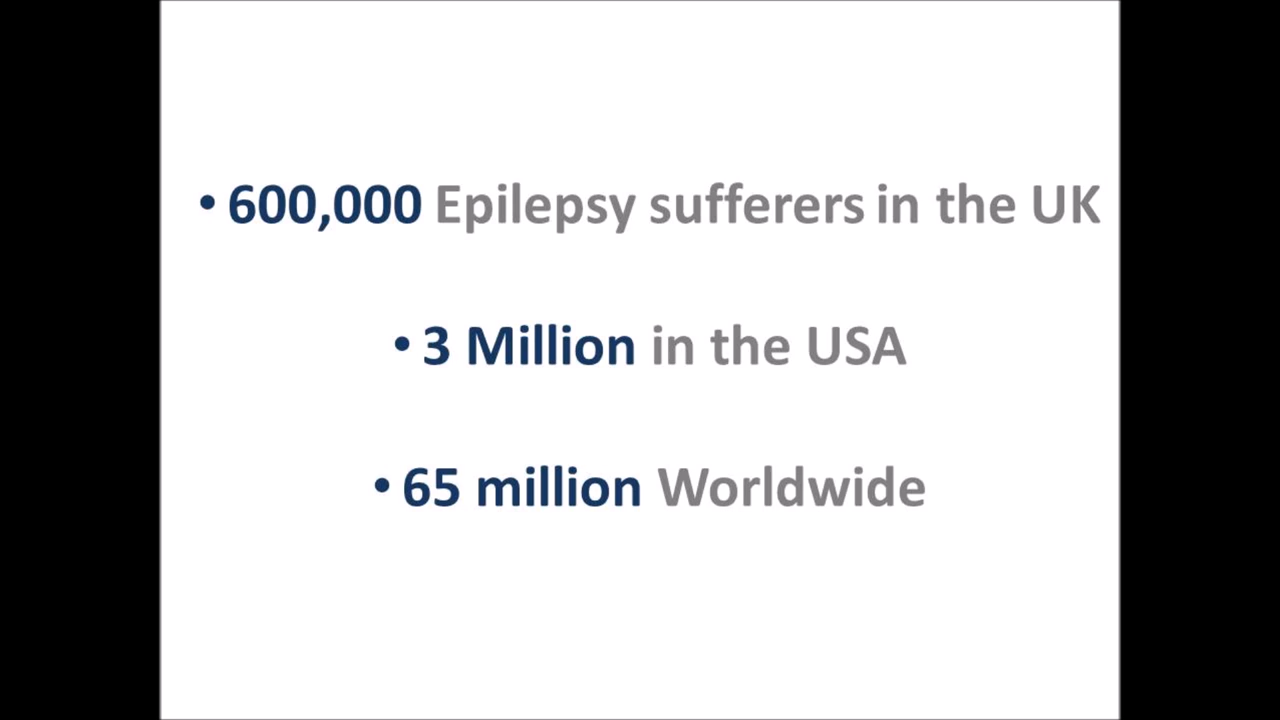 • 600,000 Epilepsy sufferers in the UK
• 3 Million in the USA
• 65 million Worldwide